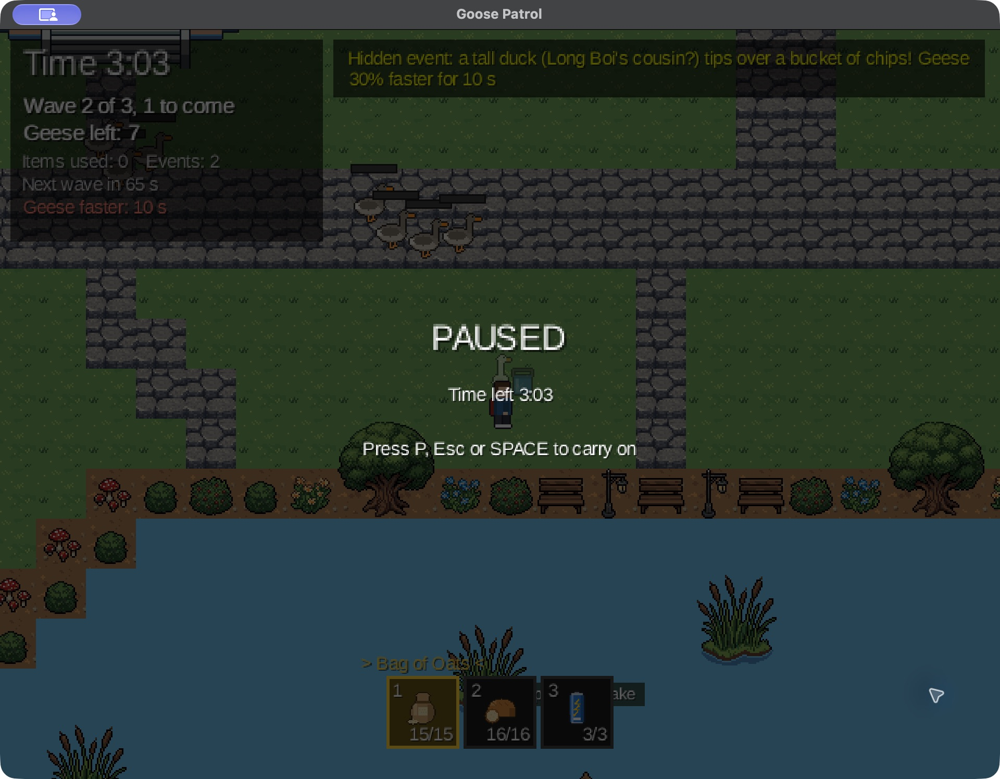 Goose Patrol
Time 3:03
Wave 2 of 3, 1 to come
Geese left: 7
Items used: 0 Events: 2
Next wave in 65 s
Geese faster: 10 s
Hidden event: a tall duck (Long Boi's cousin?) tips over a bucket of chips! Geese
30% faster for 10 s
PAUSED
Time left 3:03
Press P, Esc or SPACE to carry on
> Bag of Oats <
1
15/15
2
16/16
3
3/3